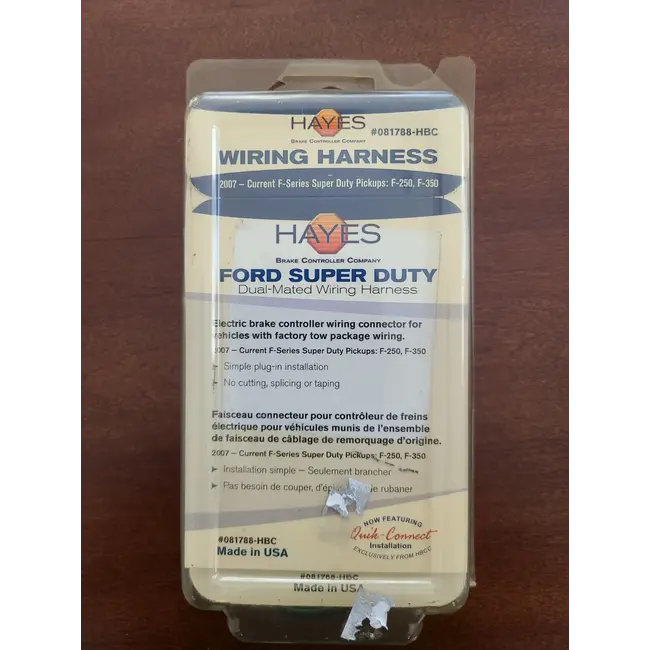 HAYES
#081788-HBC
BRAKE CONTROLLER COMPANY
WIRING HARNESS
2007 – Current F-Series Super Duty Pickups: F-250, F-350
HAYES
BRAKE CONTROLLER COMPANY
FORD SUPER DUTY
Dual-Mated Wiring Harness
Electric brake controller wiring connector for
vehicles with factory tow package wiring.
2007 – Current F-Series Super Duty Pickups: F-250, F-350
➤ Simple plug-in installation
➤ No cutting, splicing or taping
Faisceau connecteur pour contrôleur de freins
électrique pour véhicules munis de l'ensemble
de faisceau de câblage de remorquage d'origine.
2007 – Current F-Series Super Duty Pickups: F-250, F-350
➤ Installation simple – Seulement brancher
➤ Pas besoin de couper, rubaner
NOW FEATURING
Quik-Connect
Installation
EXCLUSIVELY FROM HBCC
#081788-HBC
Made in USA
#081788-HBC
Made in USA